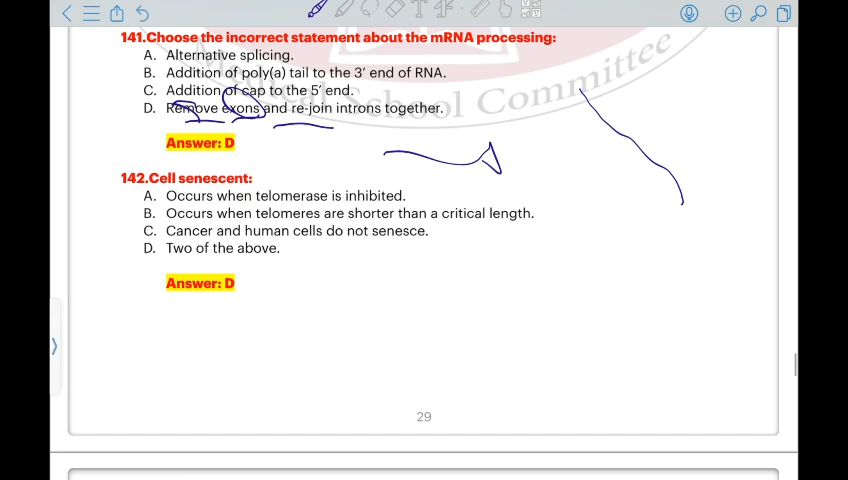 141.Choose the incorrect statement about the mRNA processing:
A. Alternative splicing.
B. Addition of poly(a) tail to the 3’ end of RNA.
C. Addition of cap to the 5’ end.
D. Remove exons and re-join introns together.
Answer: D
142.Cell senescent:
A. Occurs when telomerase is inhibited.
B. Occurs when telomeres are shorter than a critical length.
C. Cancer and human cells do not senesce.
D. Two of the above.
Answer: D
Medical School Committee
29